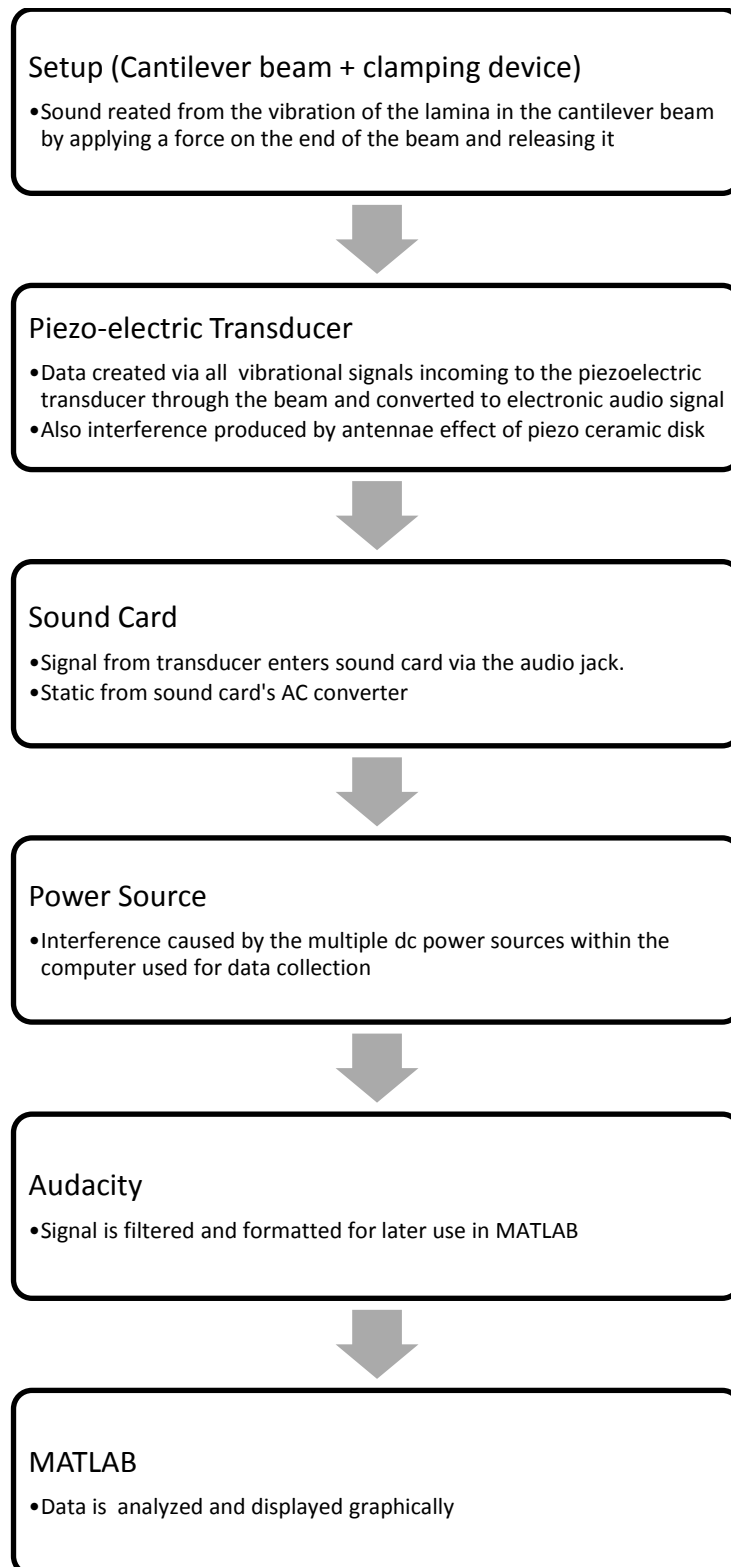 Setup (Cantilever beam + clamping device)
•Sound reated from the vibration of the lamina in the cantilever beam
by applying a force on the end of the beam and releasing it
Piezo-electric Transducer
•Data created via all  vibrational signals incoming to the piezoelectric
transducer through the beam and converted to electronic audio signal
•Also interference produced by antennae effect of piezo ceramic disk
Sound Card
•Signal from transducer enters sound card via the audio jack.
•Static from sound card's AC converter
Power Source
•Interference caused by the multiple dc power sources within the
computer used for data collection
Audacity
•Signal is filtered and formatted for later use in MATLAB
MATLAB
•Data is  analyzed and displayed graphically